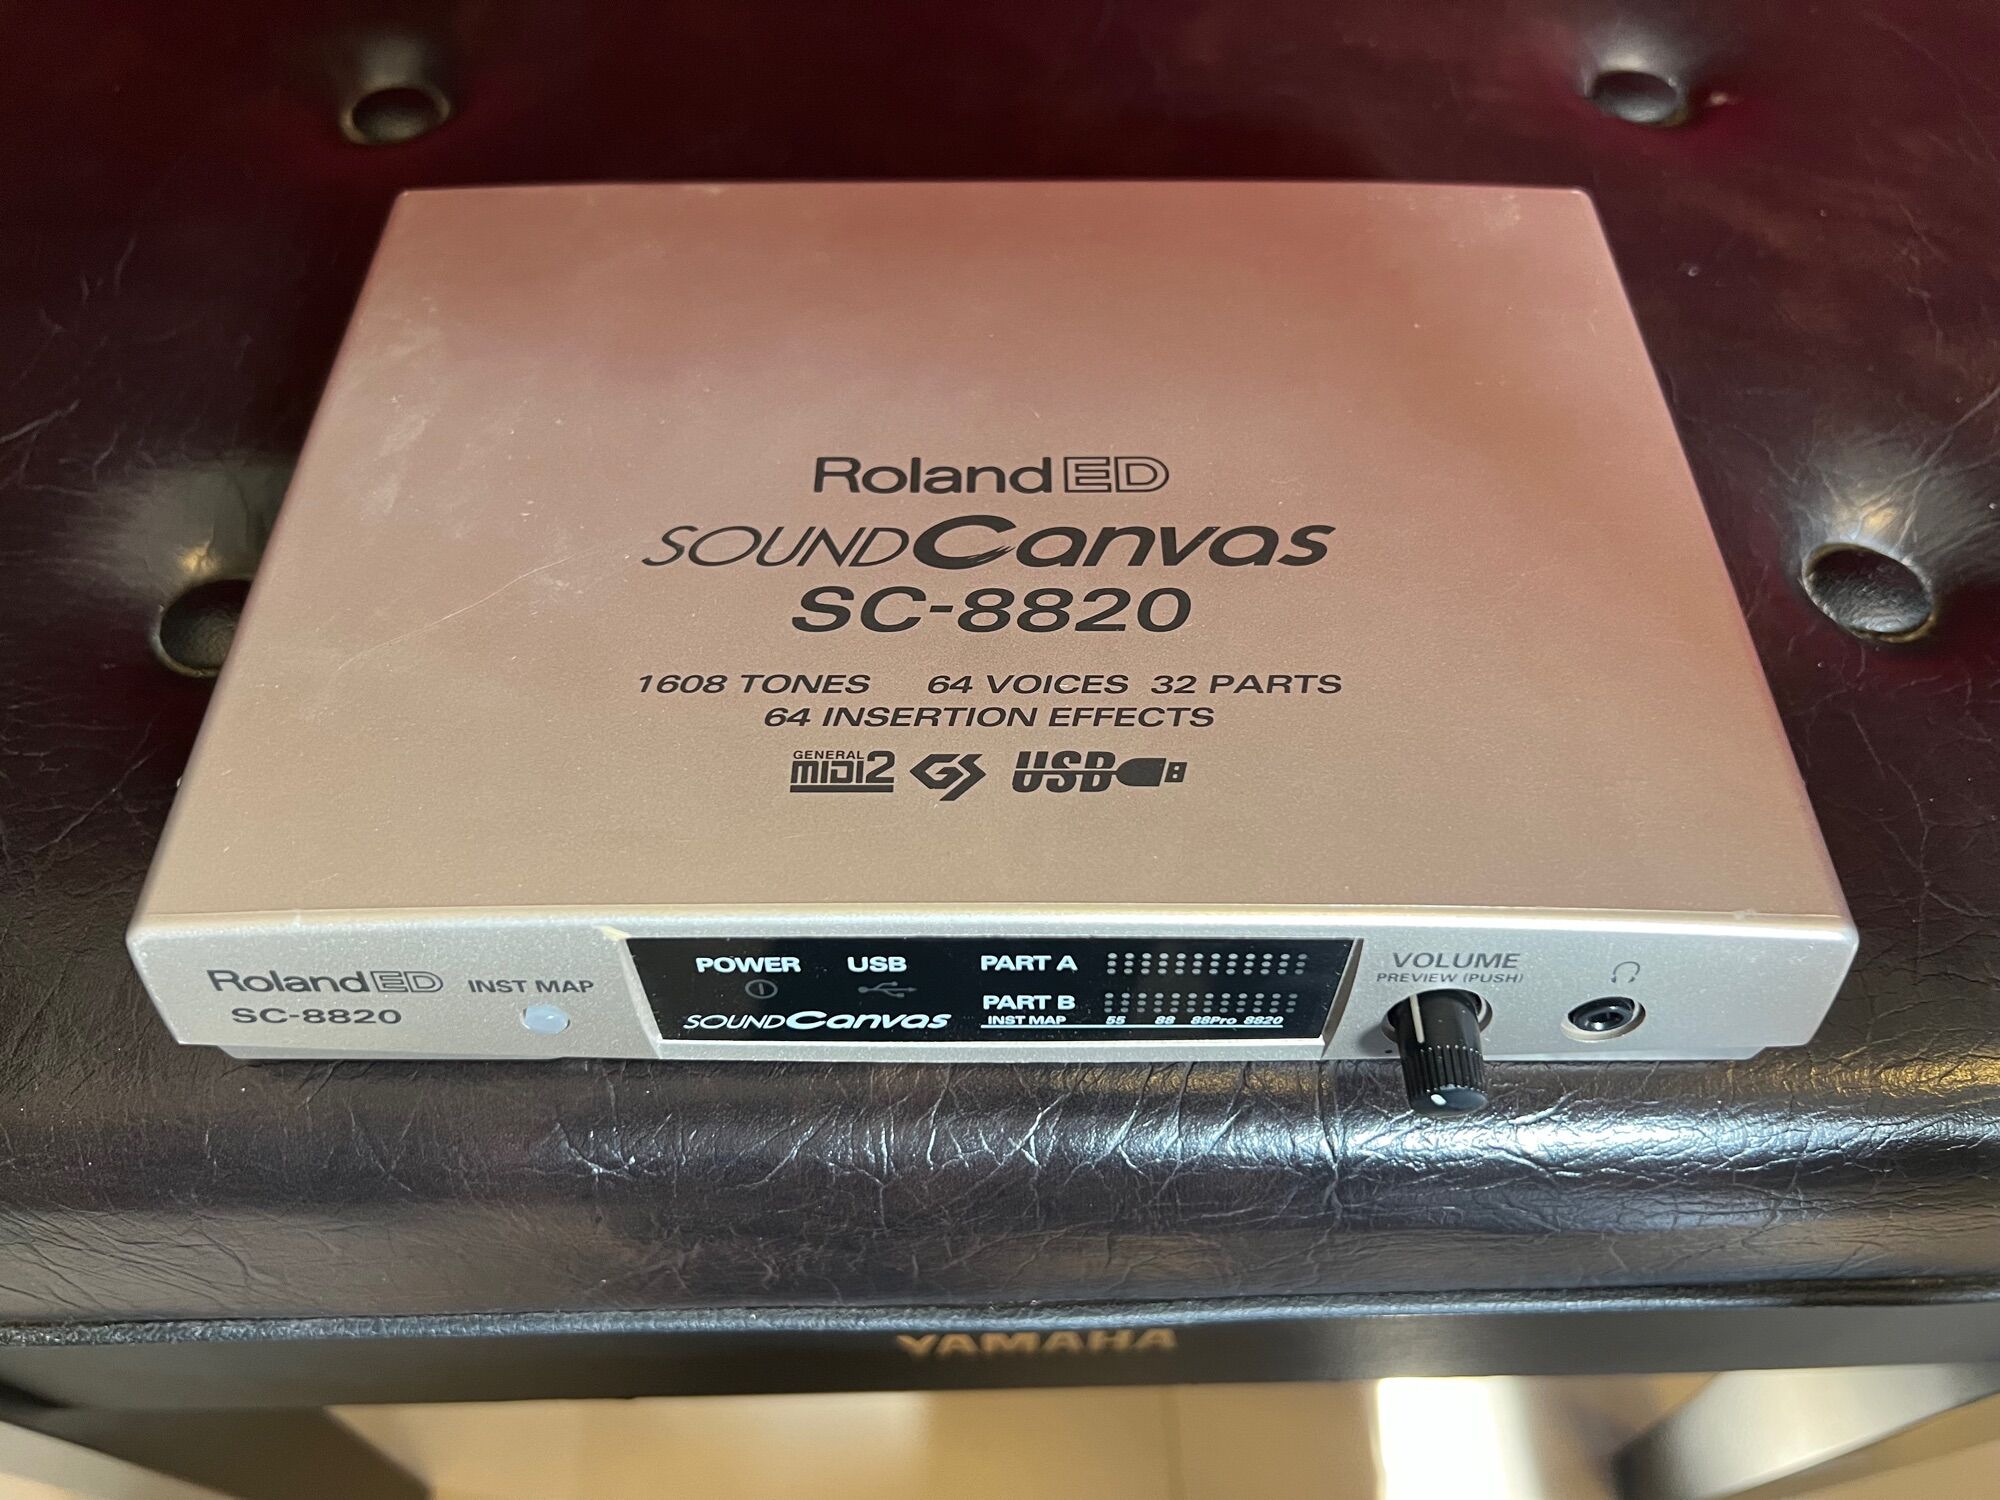 Roland ED
SOUND Canvas
SC-8820
1608 TONES 64 VOICES 32 PARTS
64 INSERTION EFFECTS
GENERAL
MIDI2 GS USB
Roland ED
SC-8820
INST MAP
POWER USB
SOUND Canvas
PART A
PART B
INST MAP 55 88 88Pro 8820
VOLUME
PREVIEW (PUSH)
YAMAHA